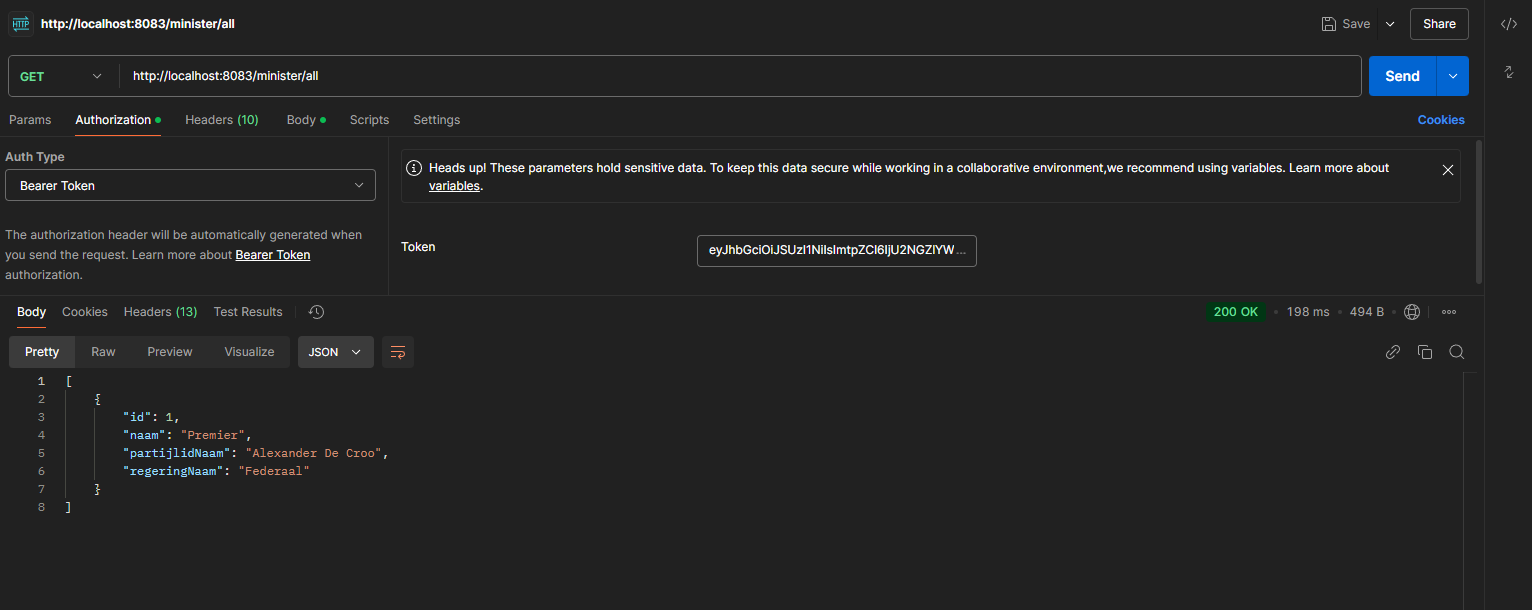 HTTP http://localhost:8083/minister/all Save Share
GET http://localhost:8083/minister/all Send
Params Authorization Headers (10) Body Scripts Settings Cookies
Auth Type
Bearer Token
The authorization header will be automatically generated when
you send the request. Learn more about Bearer Token
authorization.
Heads up! These parameters hold sensitive data. To keep this data secure while working in a collaborative environment,we recommend using variables. Learn more about
variables.
Token eyJhbGciOiJSUzI1NiIsImtpZCI6IjU2NGZlYW ...
Body Cookies Headers (13) Test Results 200 OK 198 ms 494 B
Pretty Raw Preview Visualize JSON
1 [
2 {
3 "id": 1,
4 "naam": "Premier",
5 "partijlidNaam": "Alexander De Croo",
6 "regeringNaam": "Federaal"
7 }
8 ]